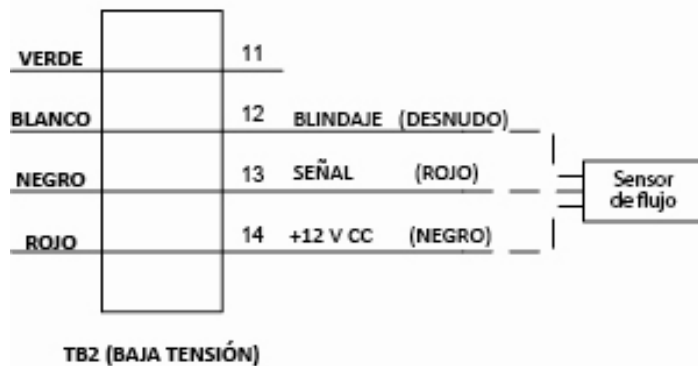 VERDE 11
BLANCO 12 BLINDAJE (DESNUDO)
NEGRO 13 SEÑAL (ROJO)
ROJO 14 +12 V CC (NEGRO)
Sensor
de flujo
TB2 (BAJA TENSIÓN)